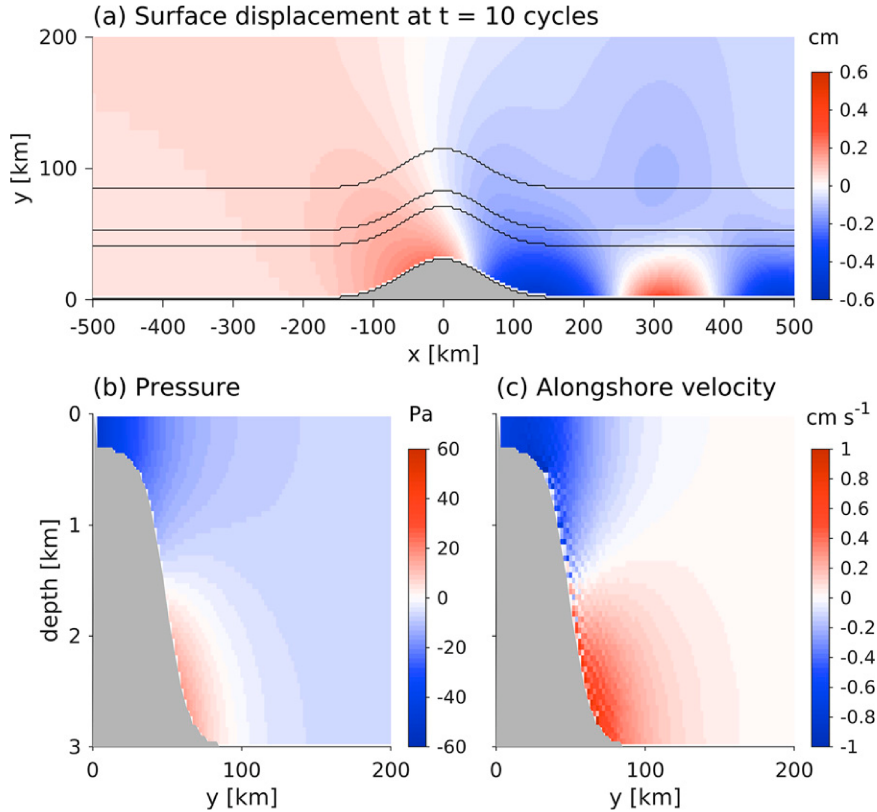 (a) Surface displacement at t = 10 cycles
cm
200
100
0
y [km]
0.6
0.4
0.2
0
-0.2
-0.4
-0.6
-500 -400 -300 -200 -100 0 100 200 300 400 500
x [km]
(b) Pressure
Pa
0
1
2
3
depth [km]
60
40
20
0
-20
-40
-60
0 100 200
y [km]
(c) Alongshore velocity
cm s⁻¹
1
0.8
0.6
0.4
0.2
0
-0.2
-0.4
-0.6
-0.8
-1
0 100 200
y [km]